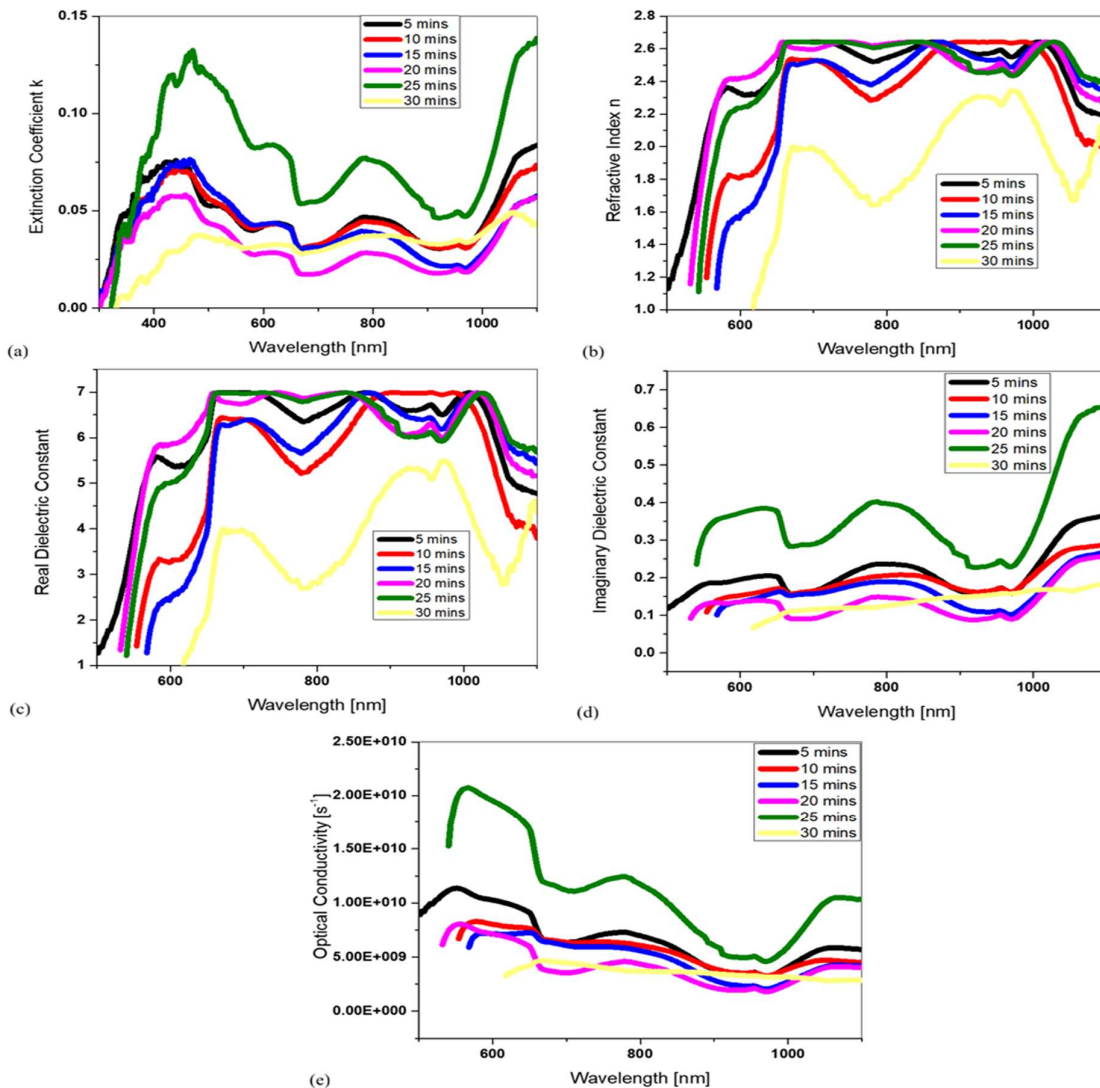 0.15
0.10
0.05
0.00
Extinction Coefficient k
5 mins
10 mins
15 mins
20 mins
25 mins
30 mins
400 600 800 1000
Wavelength [nm]
(a)
2.8
2.6
2.4
2.2
2.0
1.8
1.6
1.4
1.2
1.0
Refractive Index n
5 mins
10 mins
15 mins
20 mins
25 mins
30 mins
600 800 1000
Wavelength [nm]
(b)
7
6
5
4
3
2
1
Real Dielectric Constant
5 mins
10 mins
15 mins
20 mins
25 mins
30 mins
600 800 1000
Wavelength [nm]
(c)
0.7
0.6
0.5
0.4
0.3
0.2
0.1
0.0
Imaginary Dielectric Constant
5 mins
10 mins
15 mins
20 mins
25 mins
30 mins
600 800 1000
Wavelength [nm]
(d)
2.50E+010
2.00E+010
1.50E+010
1.00E+010
5.00E+009
0.00E+000
Optical Conductivity [s⁻¹]
5 mins
10 mins
15 mins
20 mins
25 mins
30 mins
600 800 1000
Wavelength [nm]
(e)